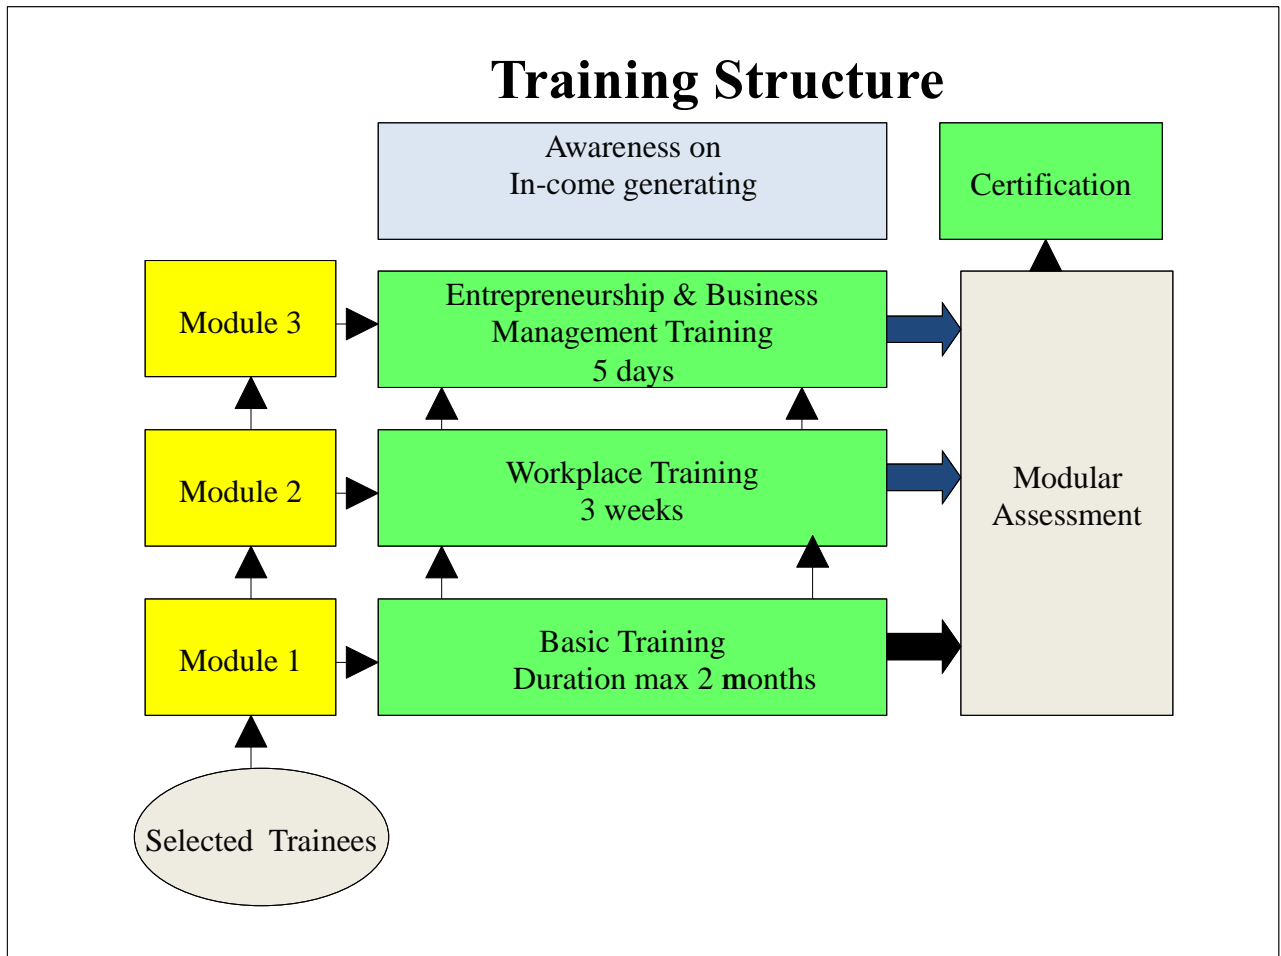 Training Structure
Awareness on
In-come generating
Certification
Module 3
Entrepreneurship & Business
Management Training
5 days
Module 2
Workplace Training
3 weeks
Modular
Assessment
Module 1
Basic Training
Duration max 2 months
Selected Trainees